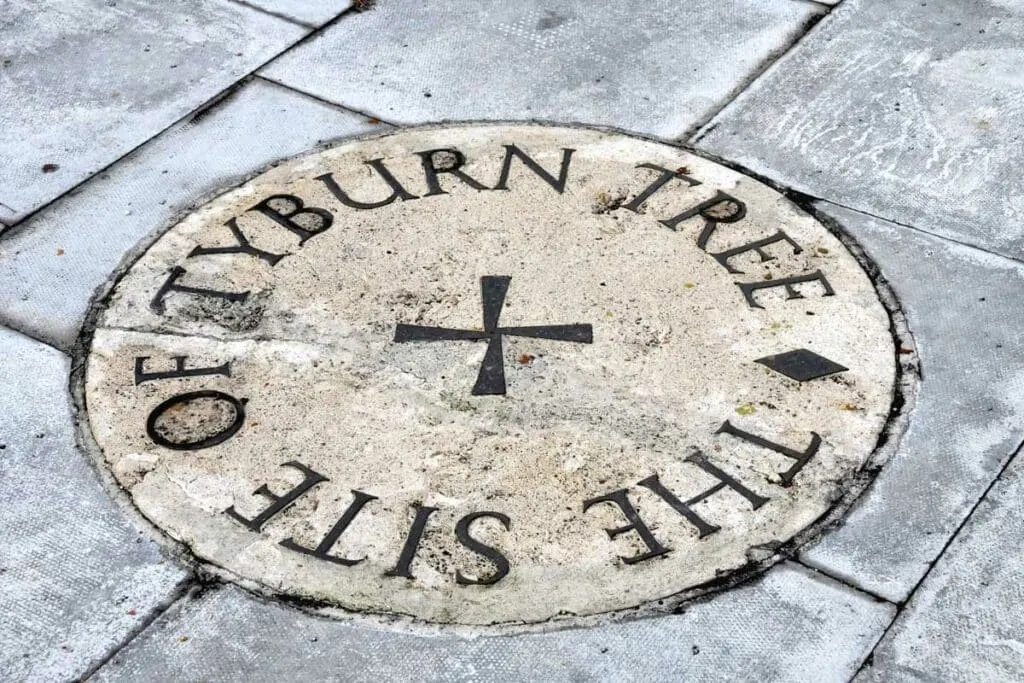 THE SITE OF TYBURN TREE